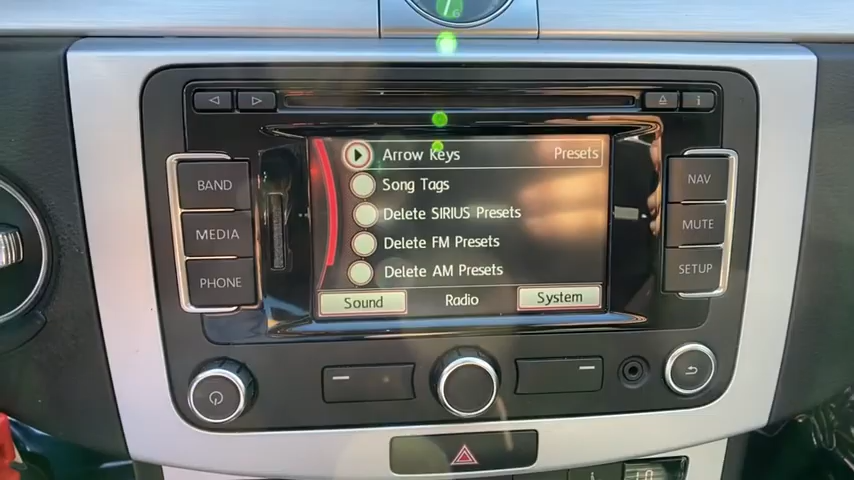 BAND
MEDIA
PHONE
Arrow Keys Presets
Song Tags
Delete SIRIUS Presets
Delete FM Presets
Delete AM Presets
Sound Radio System
NAV
MUTE
SETUP
i